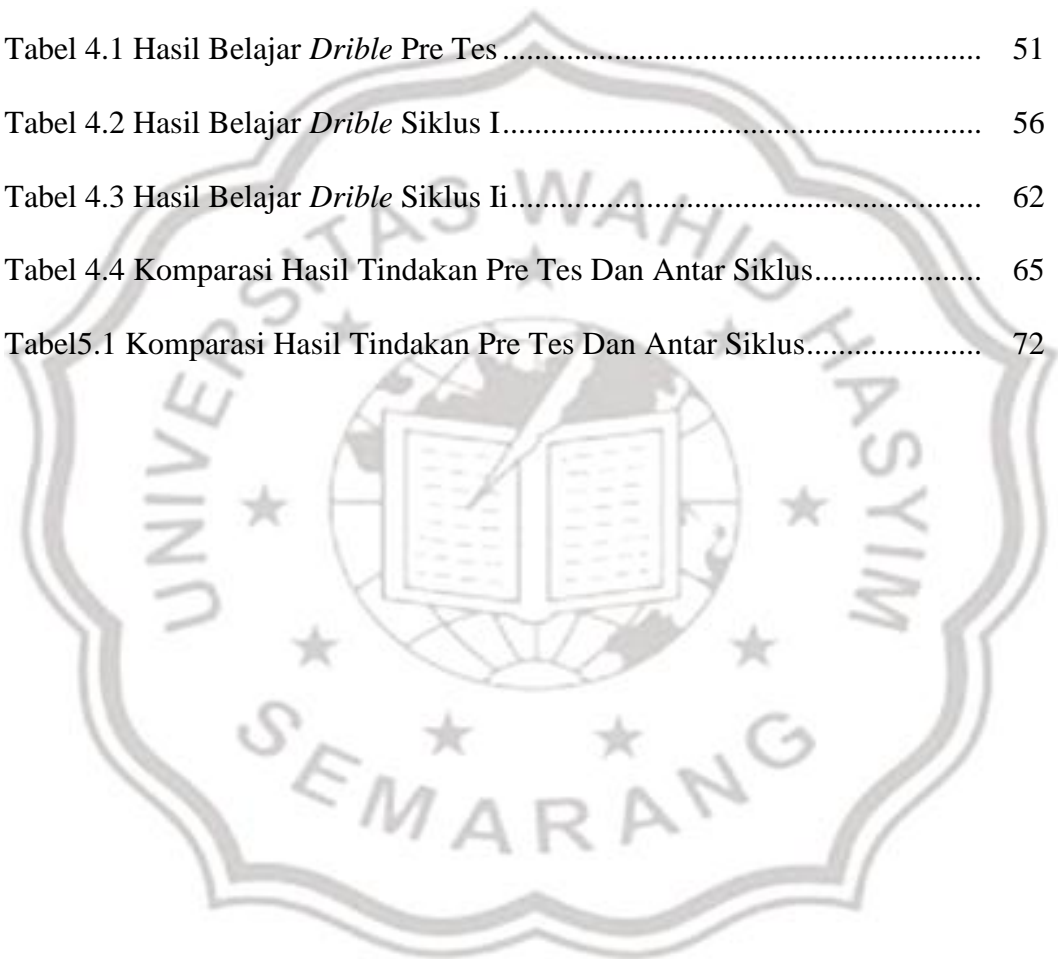 Tabel 4.1 Hasil Belajar Drible Pre Tes ............................................................ 51
Tabel 4.2 Hasil Belajar Drible Siklus I............................................................ 56
Tabel 4.3 Hasil Belajar Drible Siklus Ii........................................................... 62
Tabel 4.4 Komparasi Hasil Tindakan Pre Tes Dan Antar Siklus..................... 65
Tabel5.1 Komparasi Hasil Tindakan Pre Tes Dan Antar Siklus...................... 72
UNIVERSITAS WAHID HASYIM
SEMARANG